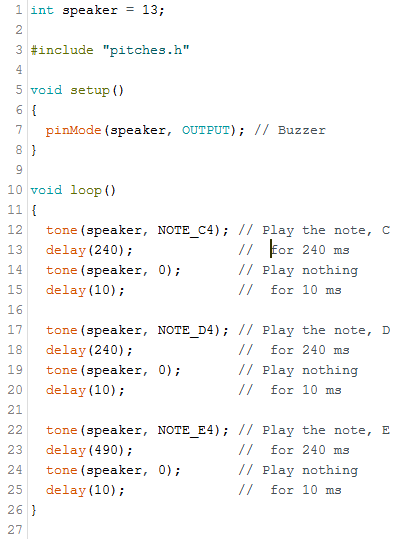 1 int speaker = 13;
2
3 #include "pitches.h"
4
5 void setup()
6 {
7   pinMode(speaker, OUTPUT); // Buzzer
8 }
9
10 void loop()
11 {
12   tone(speaker, NOTE_C4); // Play the note, C
13   delay(240);             //  for 240 ms
14   tone(speaker, 0);       // Play nothing
15   delay(10);              //  for 10 ms
16
17   tone(speaker, NOTE_D4); // Play the note, D
18   delay(240);             //  for 240 ms
19   tone(speaker, 0);       // Play nothing
20   delay(10);              //  for 10 ms
21
22   tone(speaker, NOTE_E4); // Play the note, E
23   delay(490);             //  for 240 ms
24   tone(speaker, 0);       // Play nothing
25   delay(10);              //  for 10 ms
26 }
27